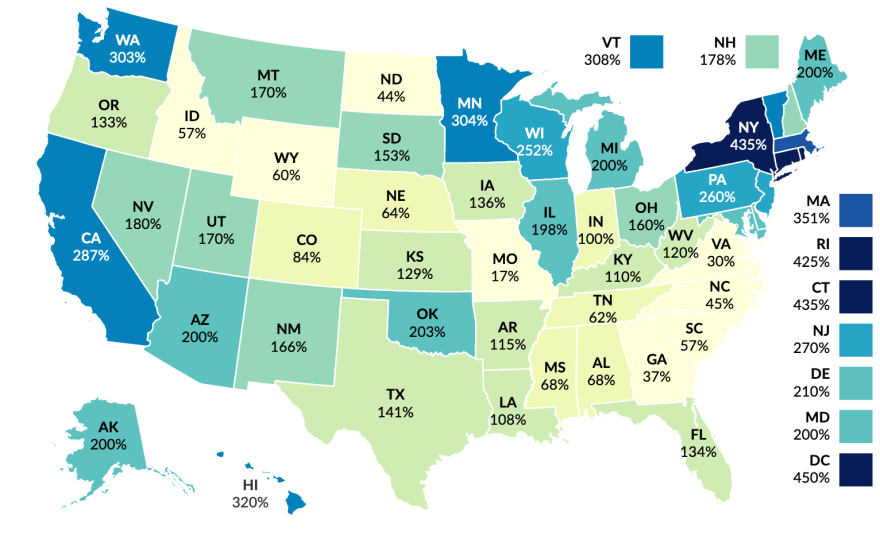 WA
303%
OR
133%
CA
287%
ID
57%
NV
180%
MT
170%
WY
60%
UT
170%
AZ
200%
CO
84%
NM
166%
ND
44%
SD
153%
NE
64%
KS
129%
OK
203%
TX
141%
MN
304%
IA
136%
MO
17%
AR
115%
LA
108%
WI
252%
IL
198%
MI
200%
IN
100%
OH
160%
KY
110%
TN
62%
MS
68%
AL
68%
GA
37%
FL
134%
SC
57%
NC
45%
VA
30%
WV
120%
PA
260%
NY
435%
ME
200%
VT
308%
NH
178%
MA
351%
RI
425%
CT
435%
NJ
270%
DE
210%
MD
200%
DC
450%
AK
200%
HI
320%